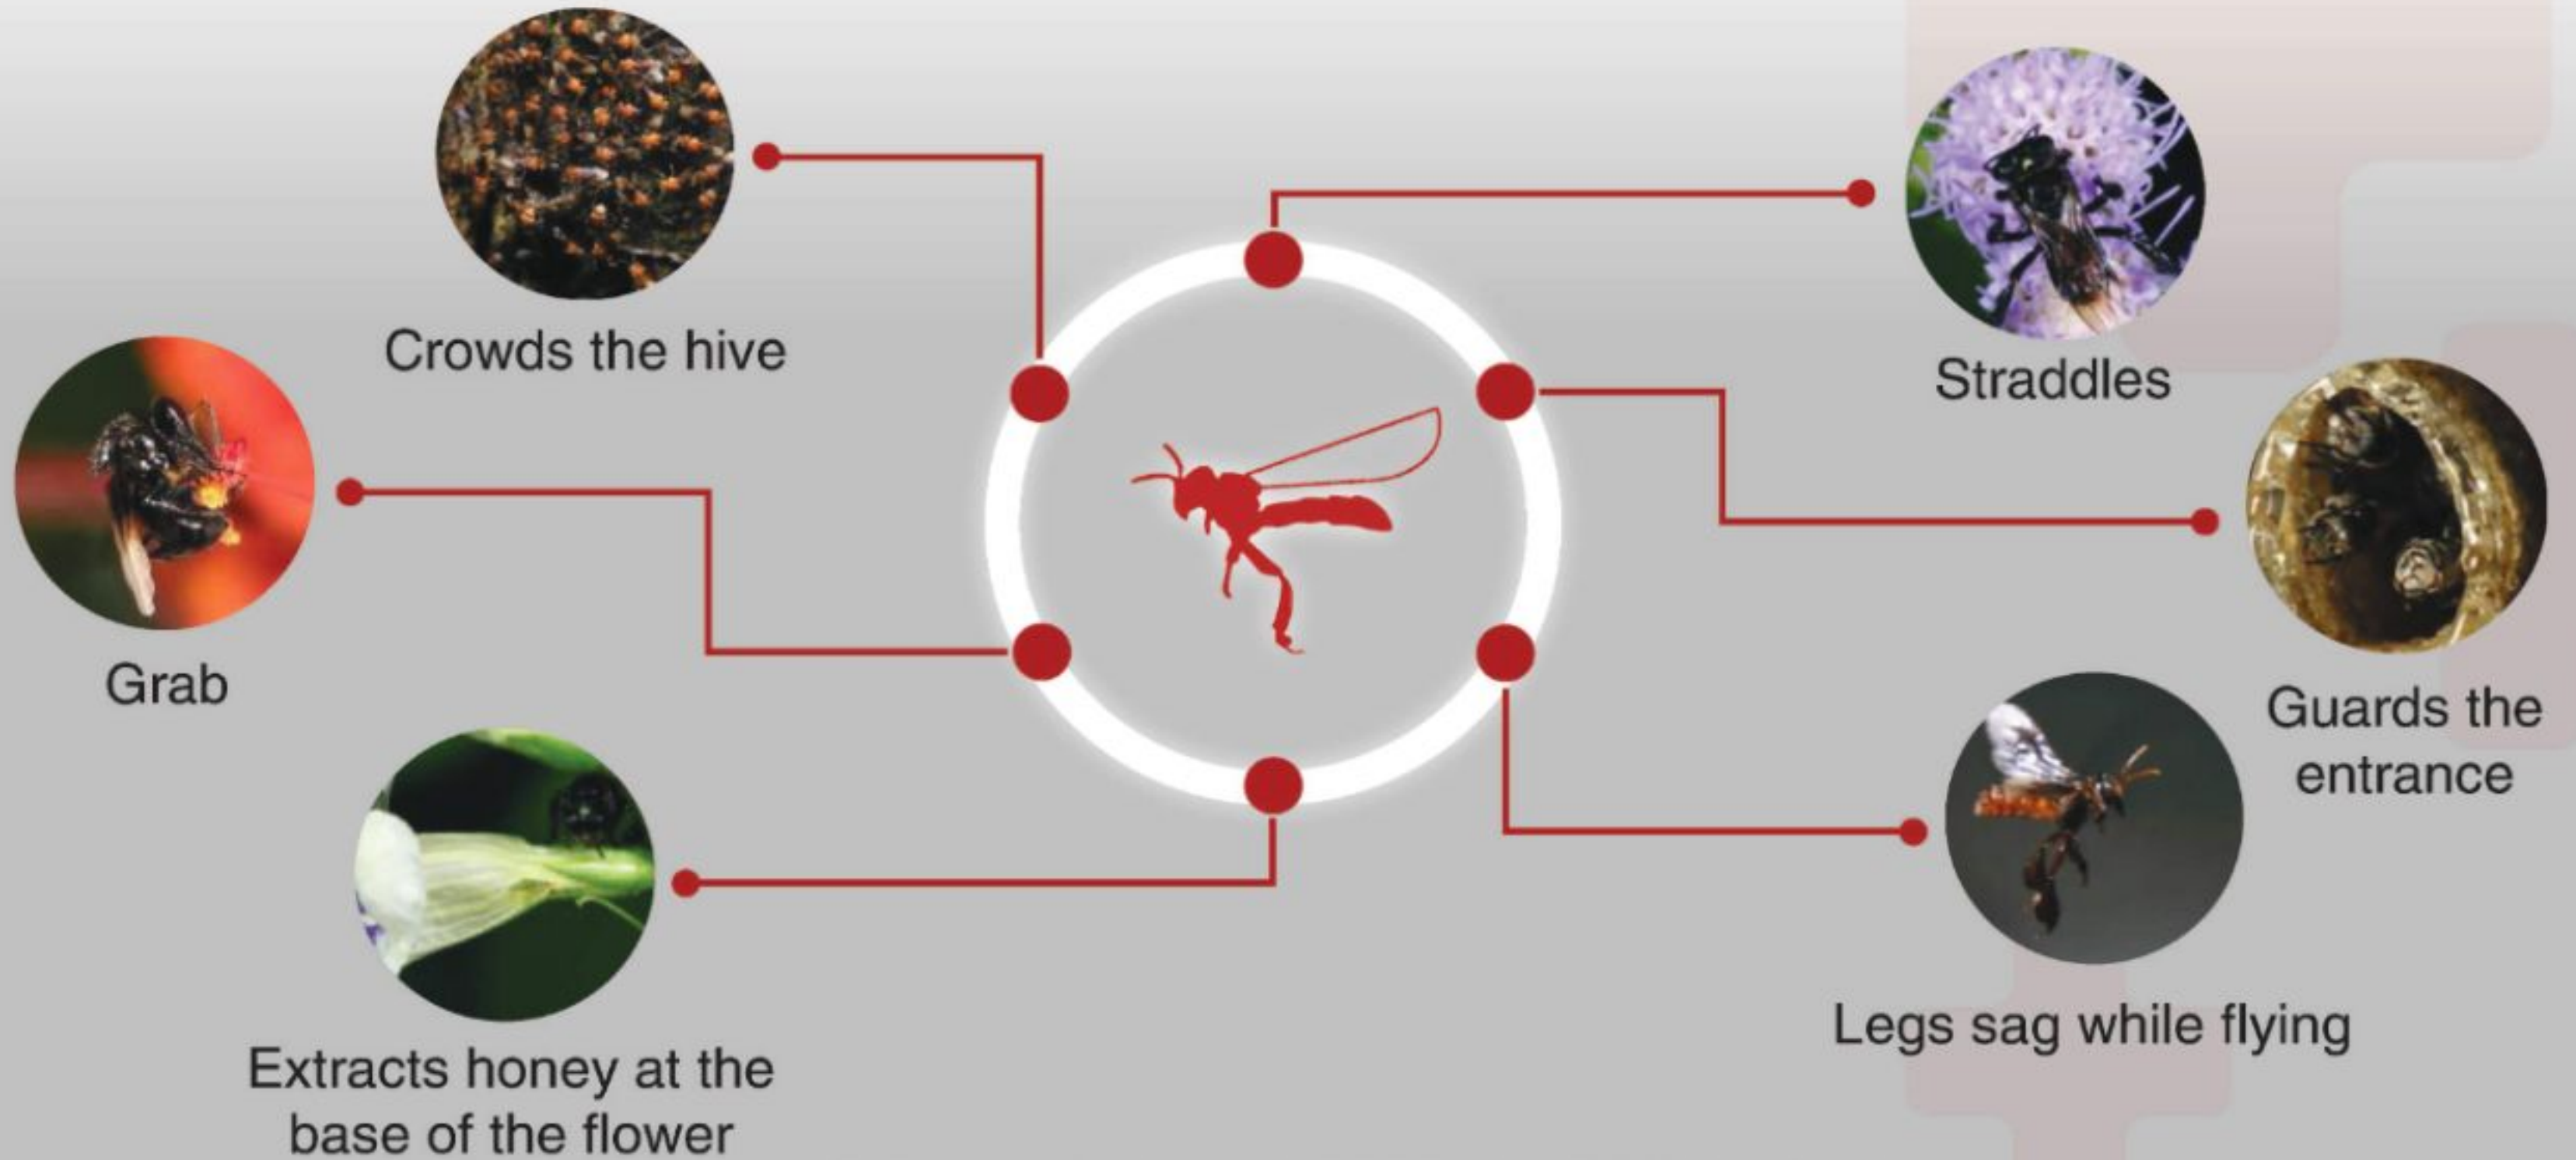 Crowds the hive
Straddles
Grab
Guards the
entrance
Extracts honey at the
base of the flower
Legs sag while flying